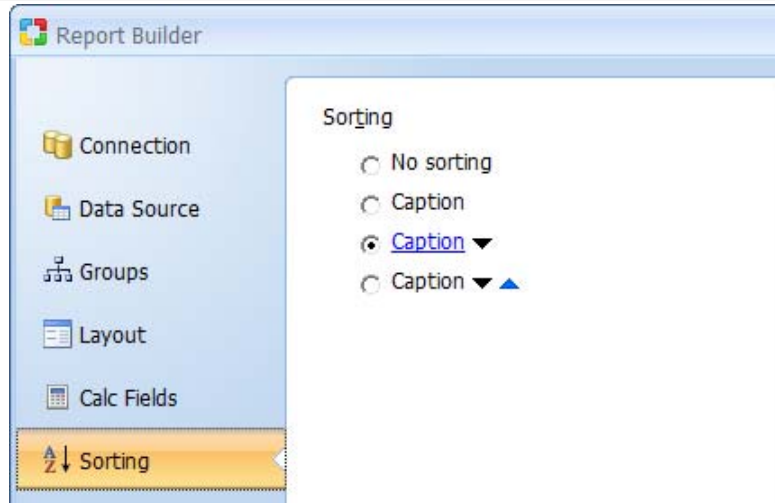 Report Builder
Connection
Data Source
Groups
Layout
Calc Fields
Sorting
Sorting
No sorting
Caption
Caption
Caption